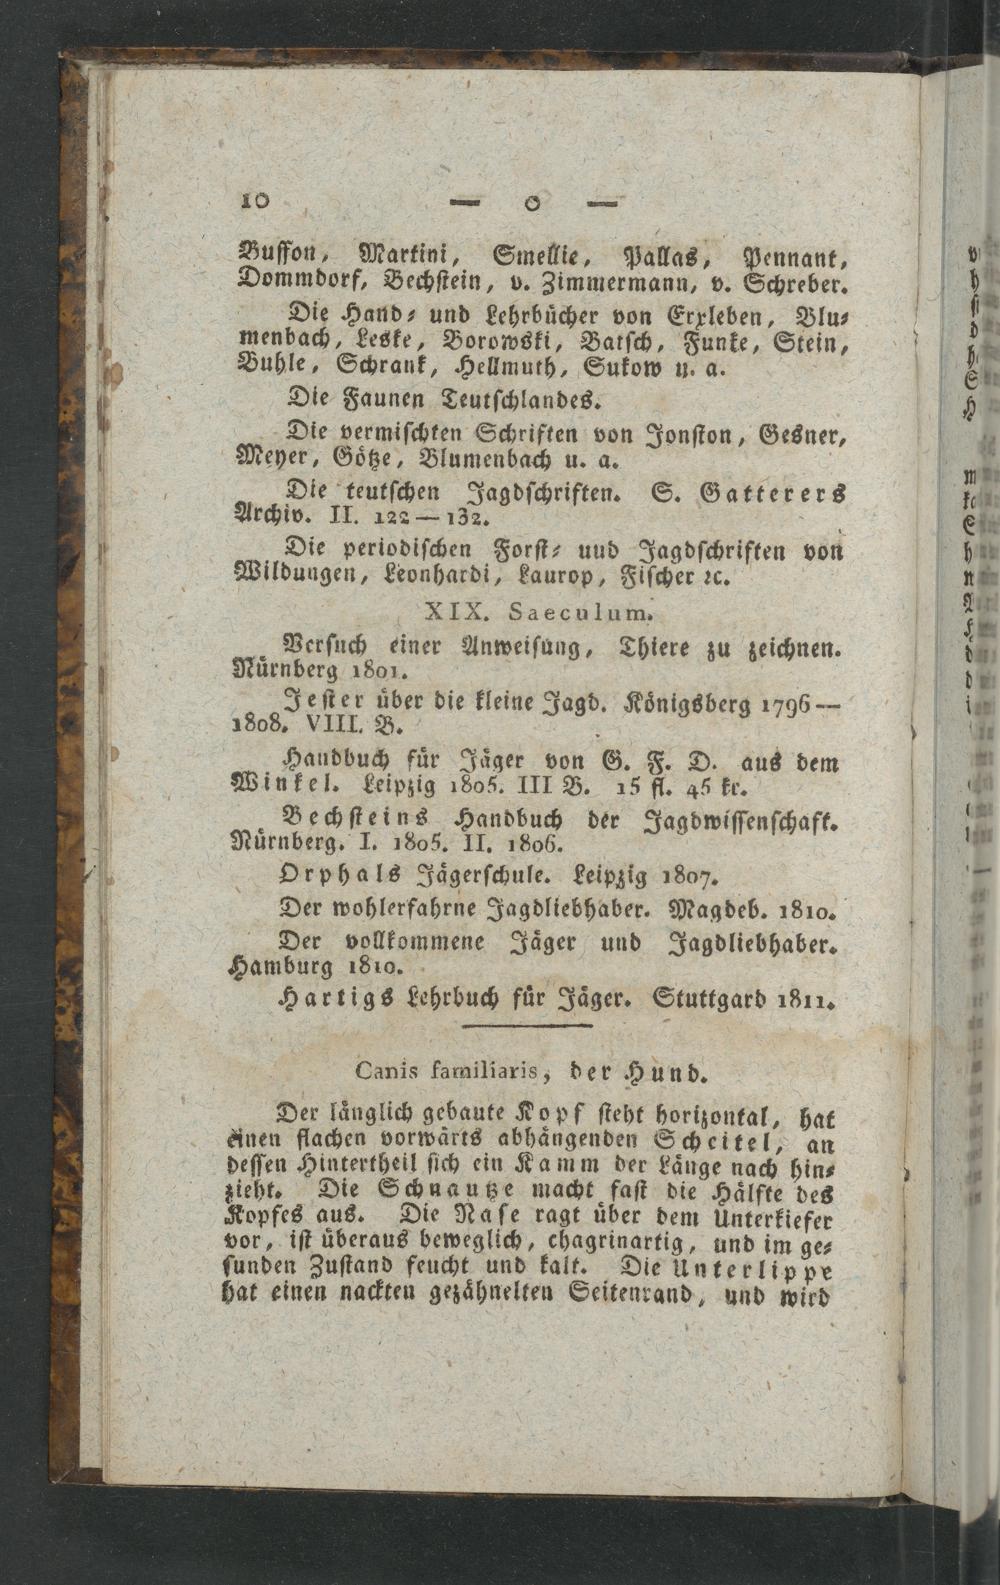 10 — o —
Buffon, Martini, Smellie, Pallas, Pennant,
Dommdorf, Bechstein, v. Zimmermann, v. Schreber.
Die Hand- und Lehrbücher von Erxleben, Blu-
menbach, Leske, Borowski, Batsch, Funke, Stein,
Buhle, Schrank, Hellmuth, Sukow u. a.
Die Faunen Teutschlandes.
Die vermischten Schriften von Jonston, Gesner,
Meyer, Götze, Blumenbach u. a.
Die teutschen Jagdschriften. S. Gatterers
Archiv. II. 122 — 132.
Die periodischen Forst- und Jagdschriften von
Wildungen, Leonhardi, Laurop, Fischer ꝛc.
XIX. Saeculum.
Versuch einer Anweisung, Thiere zu zeichnen.
Nürnberg 1801.
Jester über die kleine Jagd. Königsberg 1796 —
1808. VIII. B.
Handbuch für Jäger von G. F. D. aus dem
Winkel. Leipzig 1805. III B. 15 fl. 45 kr.
Bechsteins Handbuch der Jagdwissenschaft.
Nürnberg. I. 1805. II. 1806.
Orphals Jägerschule. Leipzig 1807.
Der wohlerfahrne Jagdliebhaber. Magdeb. 1810.
Der vollkommene Jäger und Jagdliebhaber.
Hamburg 1810.
Hartigs Lehrbuch für Jäger. Stuttgard 1811.
Canis familiaris, der Hund.
Der länglich gebaute Kopf steht horizontal, hat
einen flachen vorwärts abhängenden Scheitel, an
dessen Hintertheil sich ein Kamm der Länge nach hin-
zieht. Die Schnautze macht fast die Hälfte des
Kopfes aus. Die Nase ragt über dem Unterkiefer
vor, ist überaus beweglich, chagrinartig, und im ge-
sunden Zustand feucht und kalt. Die Unterlippe
hat einen nackten gezähnelten Seitenrand, und wird